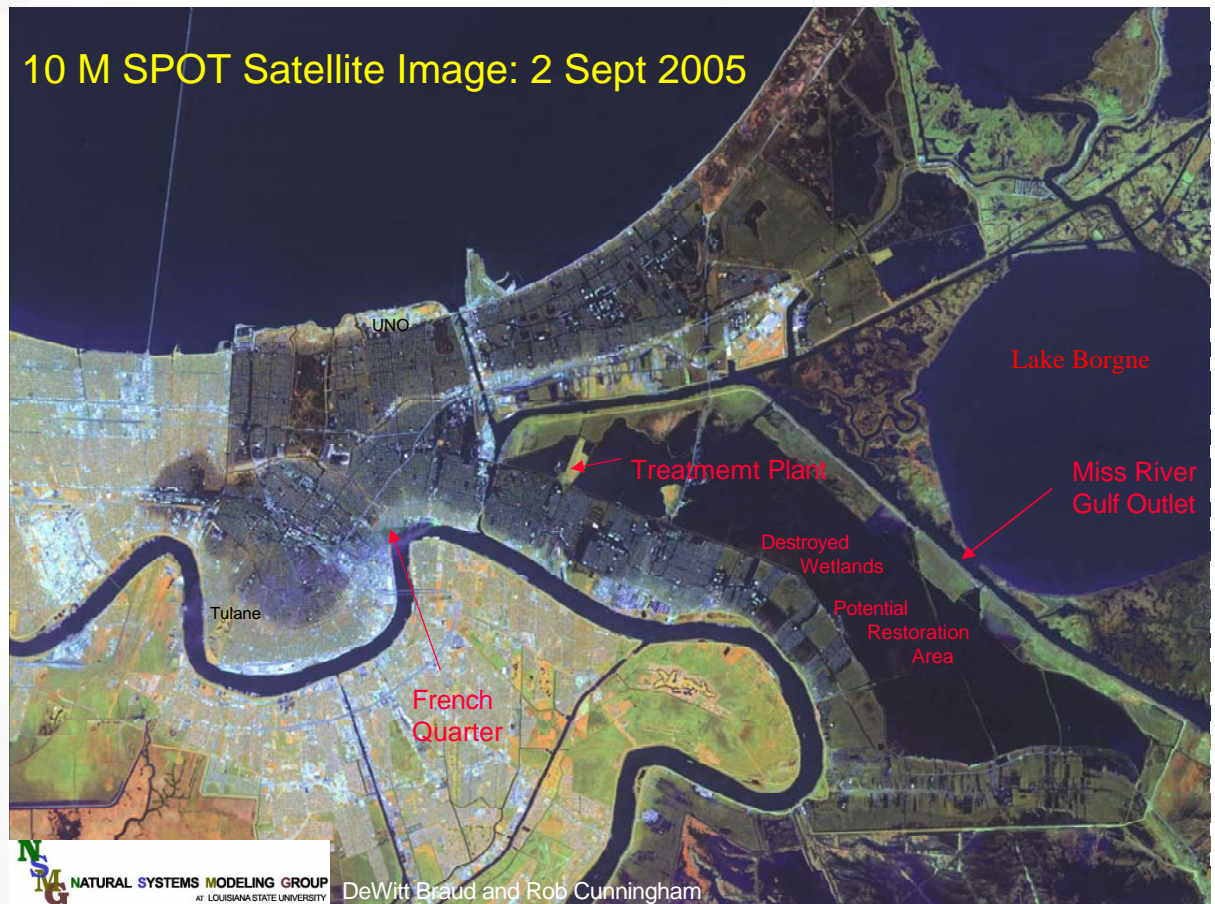 10 M SPOT Satellite Image: 2 Sept 2005
UNO
Lake Borgne
Treatmemt Plant
Miss River
Gulf Outlet
Destroyed
Wetlands
Potential
Restoration
Area
Tulane
French
Quarter
NSMG
NATURAL SYSTEMS MODELING GROUP
AT LOUISIANA STATE UNIVERSITY
DeWitt Braud and Rob Cunningham